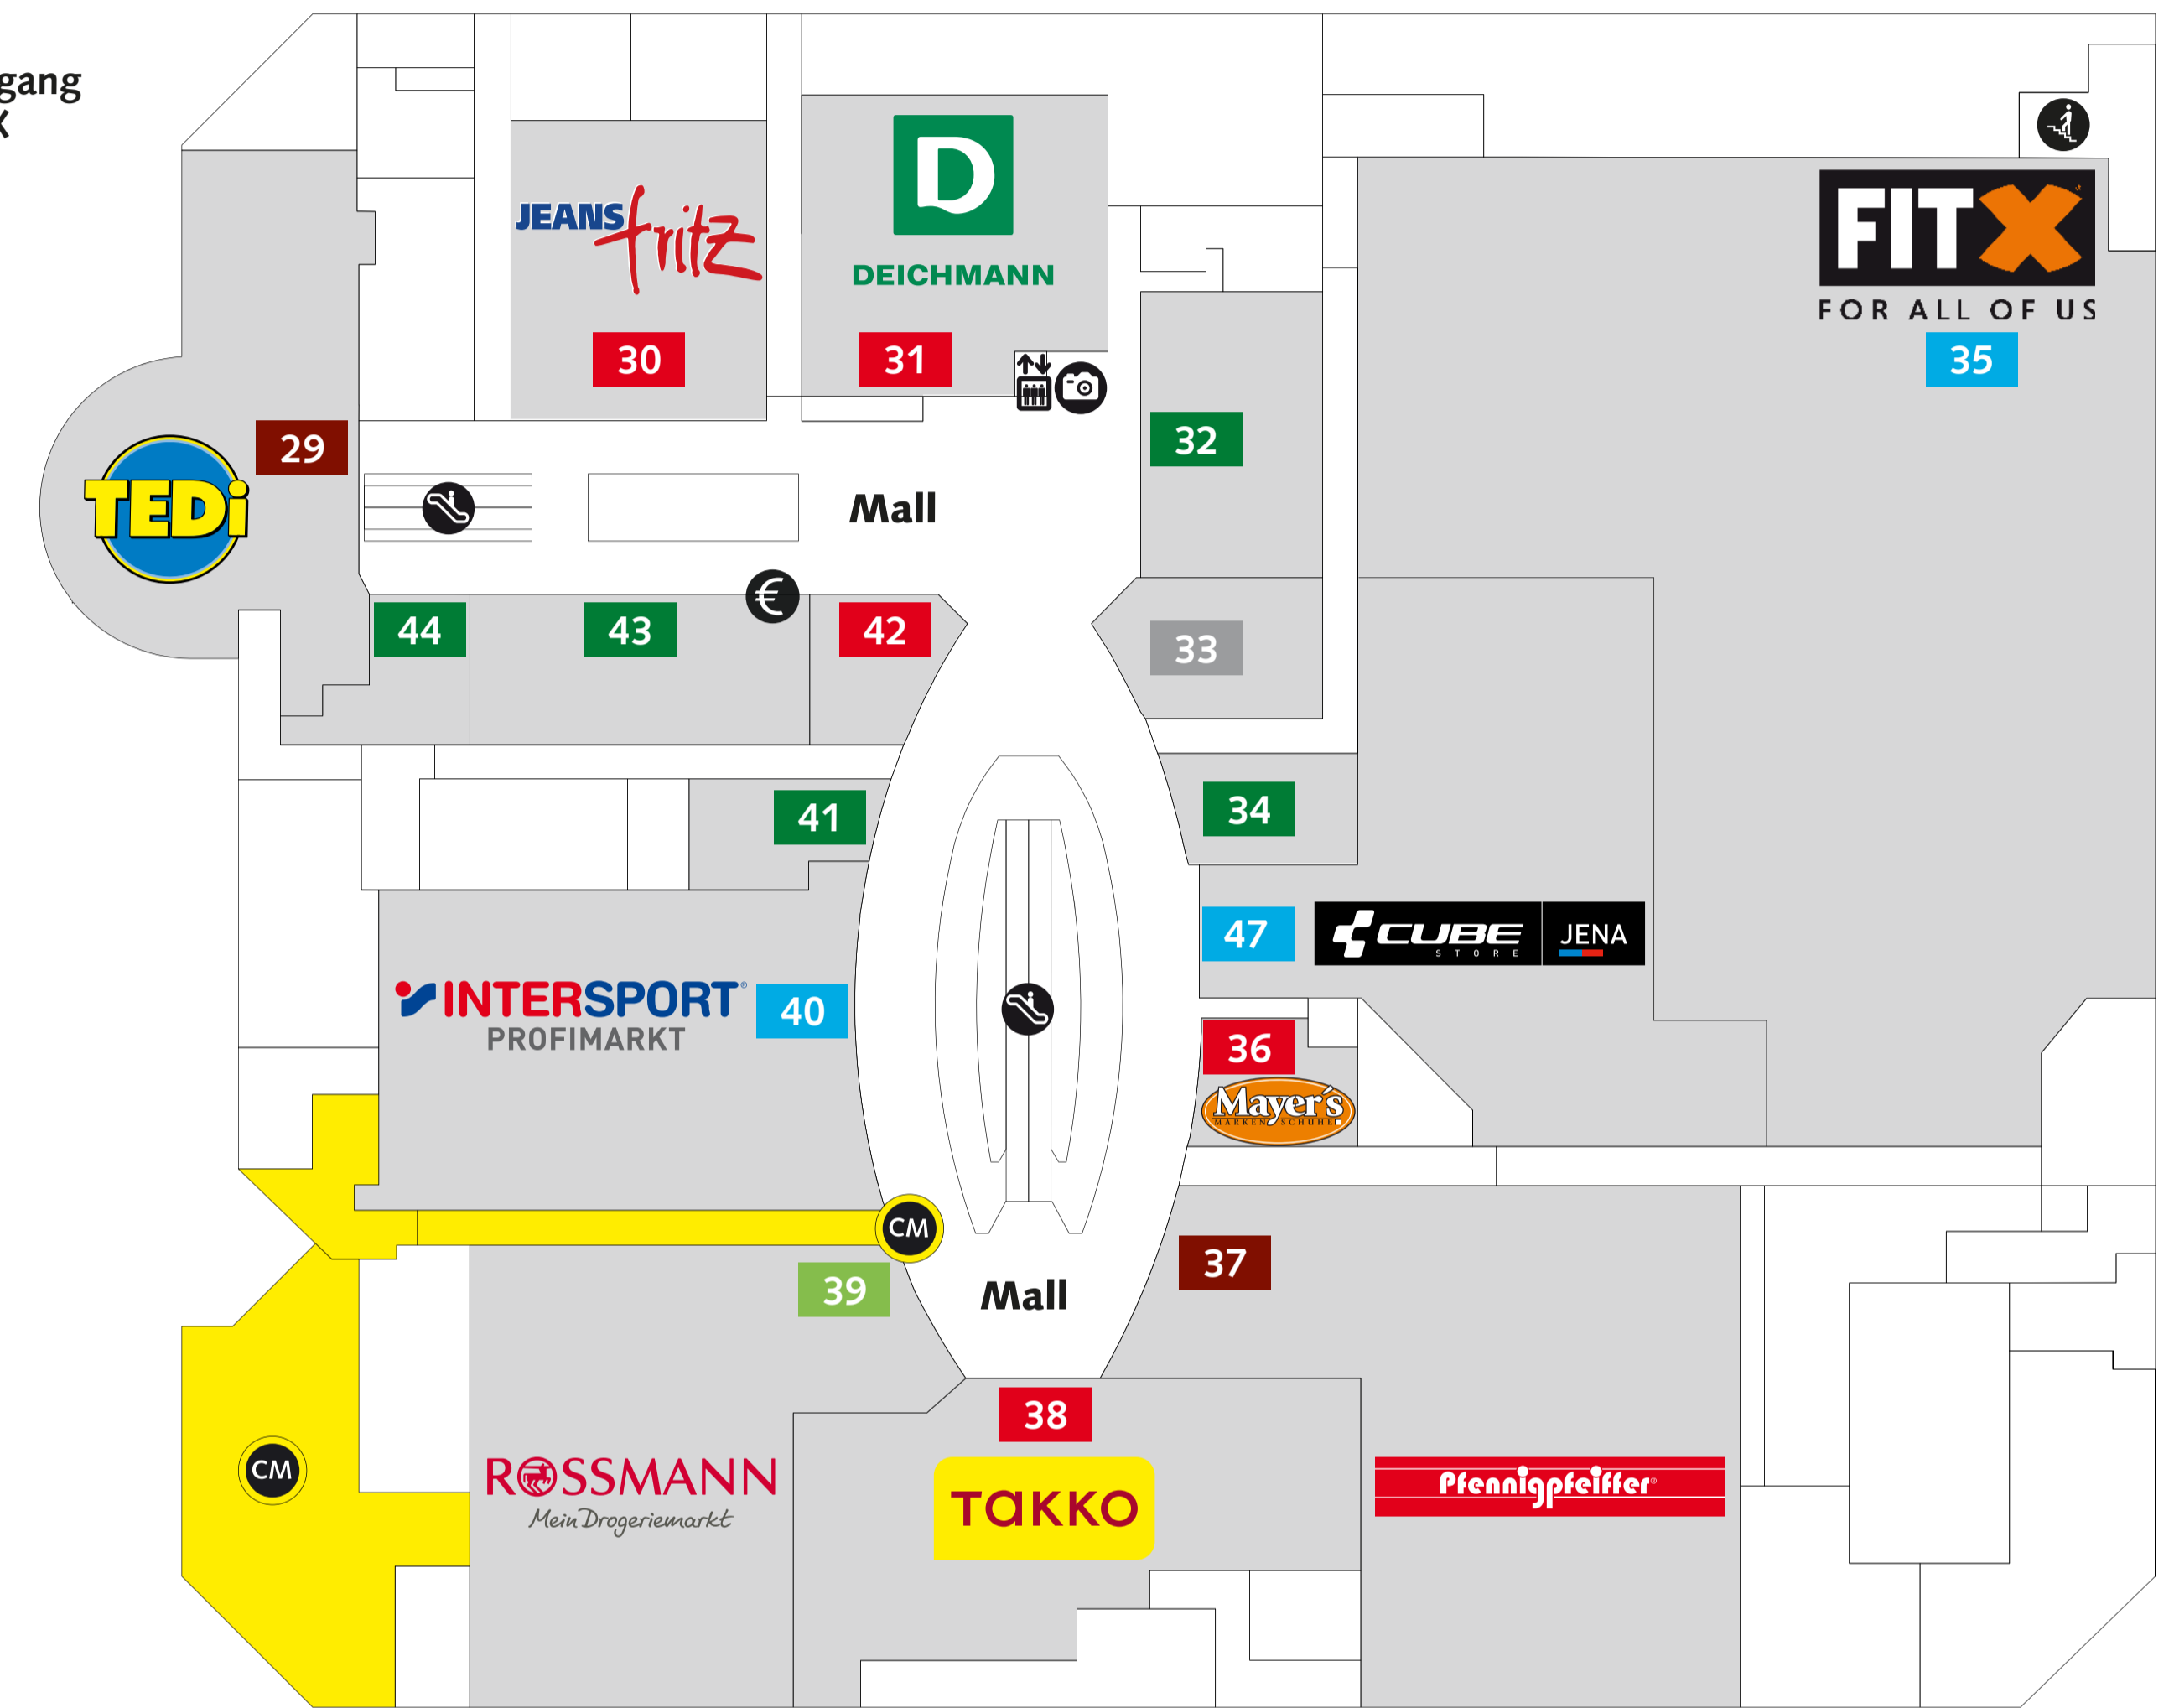 gang
X
JEANS fritz
30
D
DEICHMANN
31
FITX
FOR ALL OF US
35
29
TEDi
32
Mall
€
44
43
42
33
41
34
47
CUBE
STORE
JENA
INTERSPORT®
PROFIMARKT
40
36
Mayer's
MARKENSCHUHE
CM
37
39
Mall
38
CM
ROSSMANN
Mein Drogeriemarkt
TAKKO
Pfennigpfeiffer®